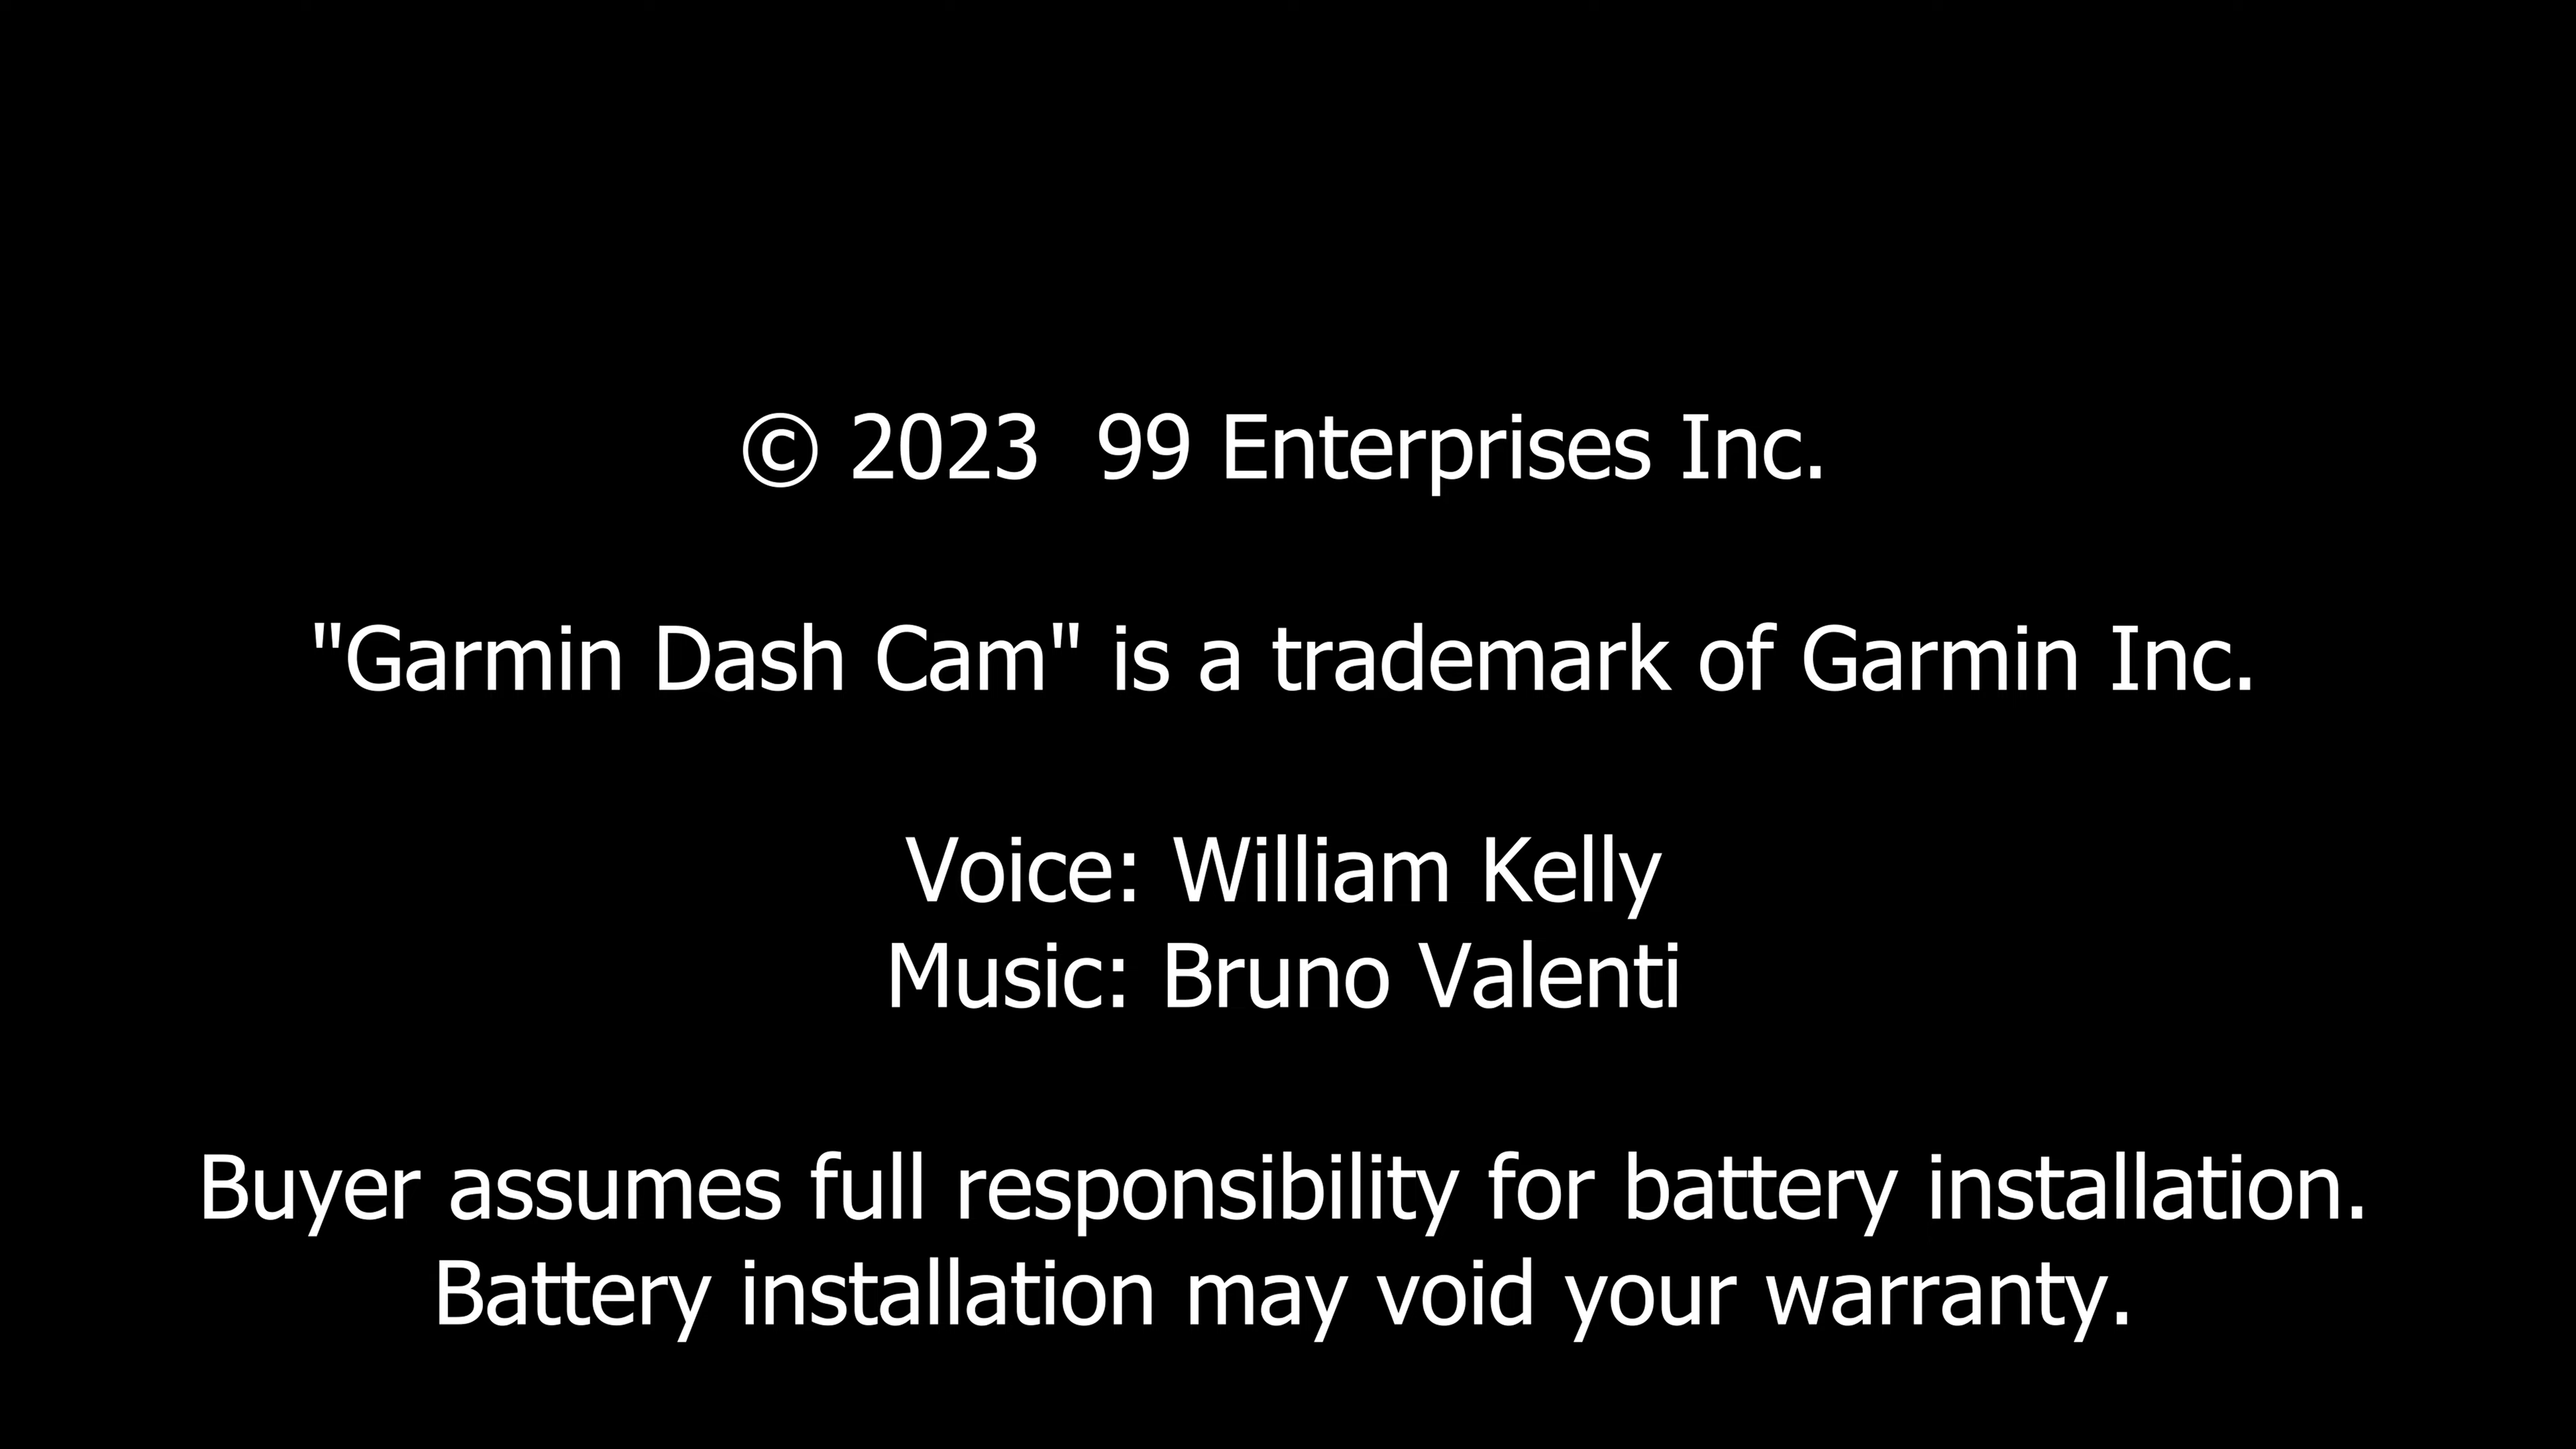 © 2023  99 Enterprises Inc.
"Garmin Dash Cam" is a trademark of Garmin Inc.
Voice: William Kelly
Music: Bruno Valenti
Buyer assumes full responsibility for battery installation.
Battery installation may void your warranty.